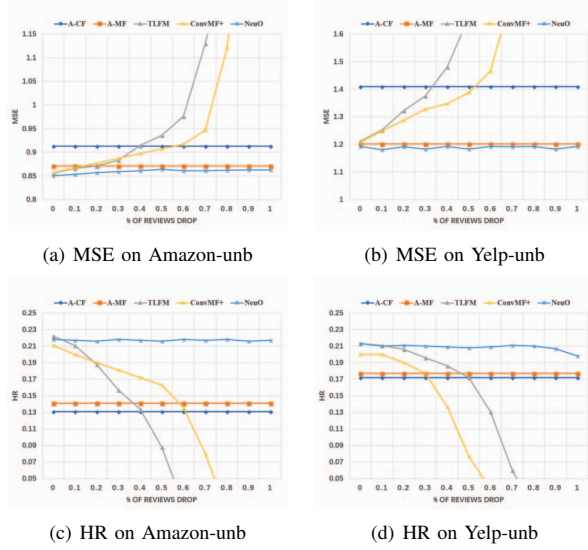 A-CF A-MF TLFM ConvMF+ NeuO
1.15
1.1
1.05
1
0.95
0.9
0.85
0.8
MSE
0 0.1 0.2 0.3 0.4 0.5 0.6 0.7 0.8 0.9 1
% OF REVIEWS DROP
(a) MSE on Amazon-unb
A-CF A-MF TLFM ConvMF+ NeuO
1.6
1.5
1.4
1.3
1.2
1.1
1
MSE
0 0.1 0.2 0.3 0.4 0.5 0.6 0.7 0.8 0.9 1
% OF REVIEWS DROP
(b) MSE on Yelp-unb
A-CF A-MF TLFM ConvMF+ NeuO
0.25
0.23
0.21
0.19
0.17
0.15
0.13
0.11
0.09
0.07
0.05
HR
0 0.1 0.2 0.3 0.4 0.5 0.6 0.7 0.8 0.9 1
% OF REVIEWS DROP
(c) HR on Amazon-unb
A-CF A-MF TLFM ConvMF+ NeuO
0.25
0.23
0.21
0.19
0.17
0.15
0.13
0.11
0.09
0.07
0.05
HR
0 0.1 0.2 0.3 0.4 0.5 0.6 0.7 0.8 0.9 1
% OF REVIEWS DROP
(d) HR on Yelp-unb